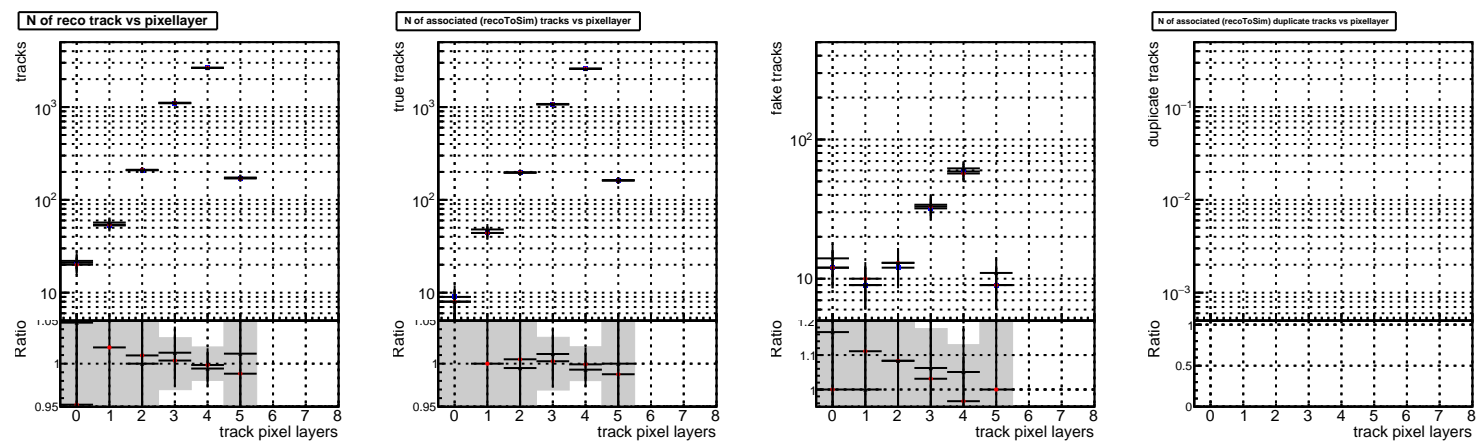 N of reco track vs pixellayer
tracks
10³
10²
10
1.05
Ratio
1
0.95
0 1 2 3 4 5 6 7 8
track pixel layers
N of associated (recoToSim) tracks vs pixellayer
true tracks
10³
10²
10
1.05
Ratio
1
0.95
0 1 2 3 4 5 6 7 8
track pixel layers
fake tracks
10²
10
1.2
Ratio
1.1
1
0 1 2 3 4 5 6 7 8
track pixel layers
N of associated (recoToSim) duplicate tracks vs pixellayer
duplicate tracks
10⁻¹
10⁻²
10⁻³
1
Ratio
0.5
0
0 1 2 3 4 5 6 7 8
track pixel layers